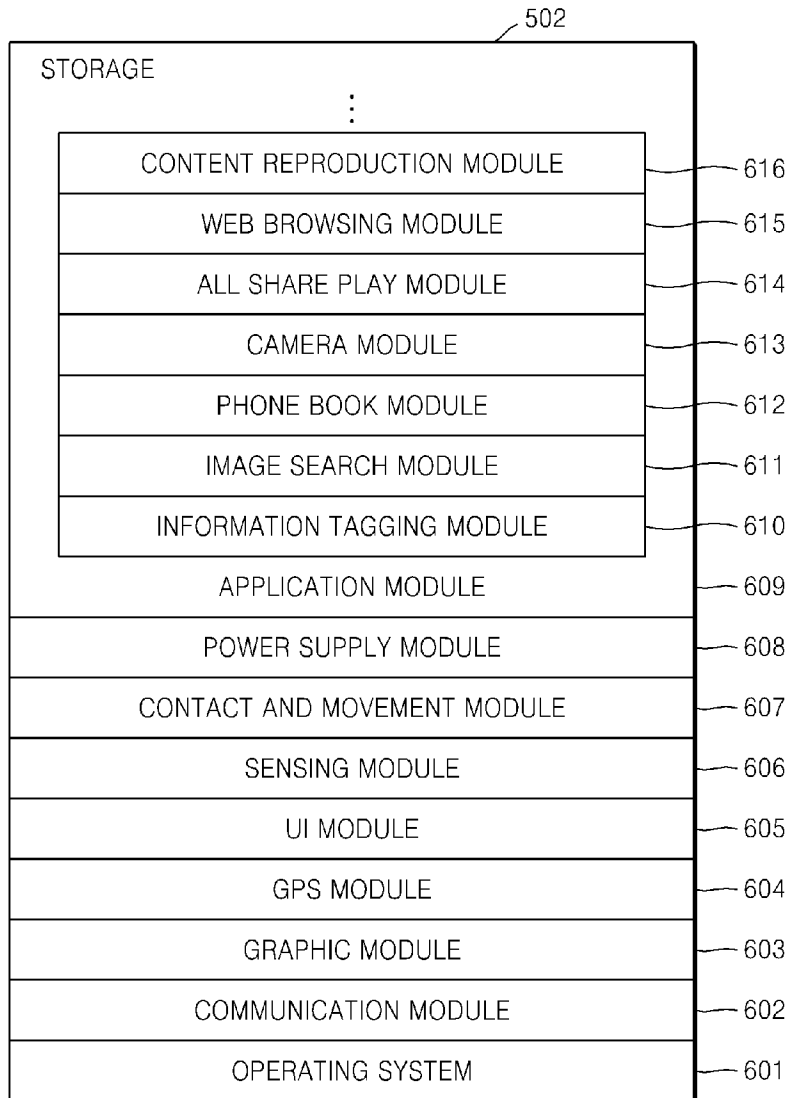 502
STORAGE
⋮
CONTENT REPRODUCTION MODULE 616
WEB BROWSING MODULE 615
ALL SHARE PLAY MODULE 614
CAMERA MODULE 613
PHONE BOOK MODULE 612
IMAGE SEARCH MODULE 611
INFORMATION TAGGING MODULE 610
APPLICATION MODULE 609
POWER SUPPLY MODULE 608
CONTACT AND MOVEMENT MODULE 607
SENSING MODULE 606
UI MODULE 605
GPS MODULE 604
GRAPHIC MODULE 603
COMMUNICATION MODULE 602
OPERATING SYSTEM 601